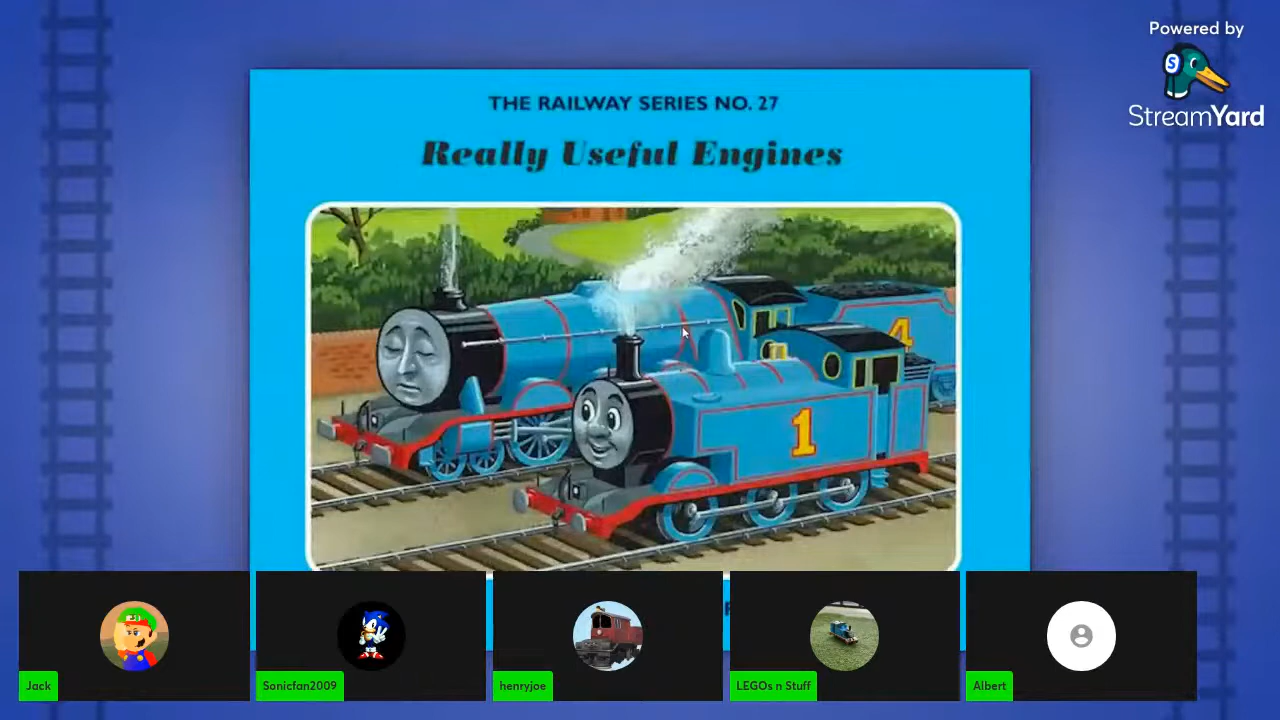 Powered by
StreamYard
THE RAILWAY SERIES NO. 27
Really Useful Engines
4
1
Jack
Sonicfan2009
henryjoe
LEGOs n Stuff
Albert